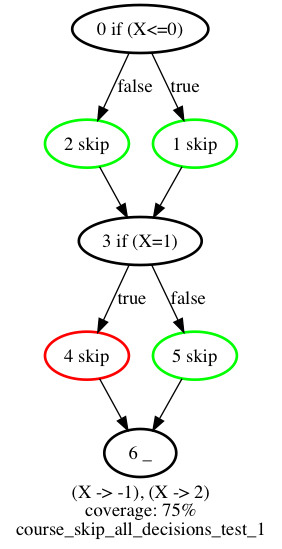 0 if (X<=0)
false
true
2 skip
1 skip
3 if (X=1)
true
false
4 skip
5 skip
6 _
(X -> -1), (X -> 2)
coverage: 75%
course_skip_all_decisions_test_1